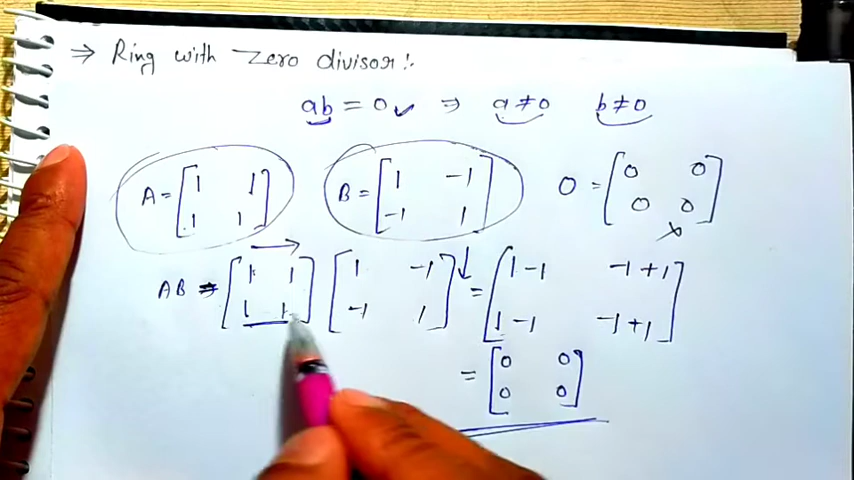 ⇒ Ring with Zero divisor:-
ab = 0 ✓ ⇒ a ≠ 0 b ≠ 0
A = [1 1; 1 1] B = [1 -1; -1 1] 0 = [0 0; 0 0]
AB ⇒ [1 1; 1 1] [1 -1; -1 1] = [1-1 -1+1; 1-1 -1+1]
= [0 0; 0 0]